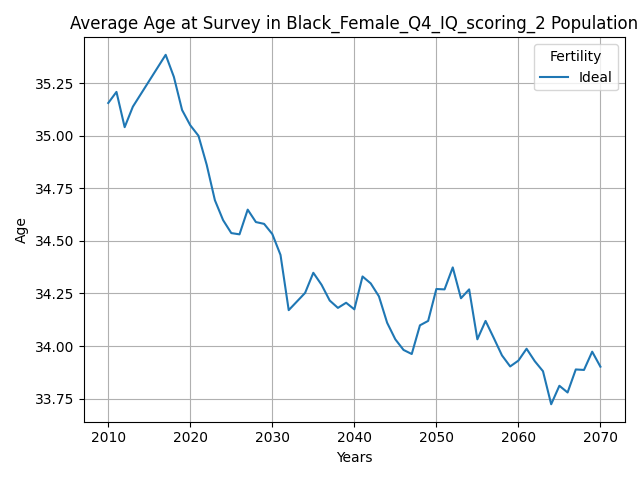 Average Age at Survey in Black_Female_Q4_IQ_scoring_2 Population
Fertility
Ideal
35.25
35.00
34.75
34.50
34.25
34.00
33.75
Age
2010 2020 2030 2040 2050 2060 2070
Years